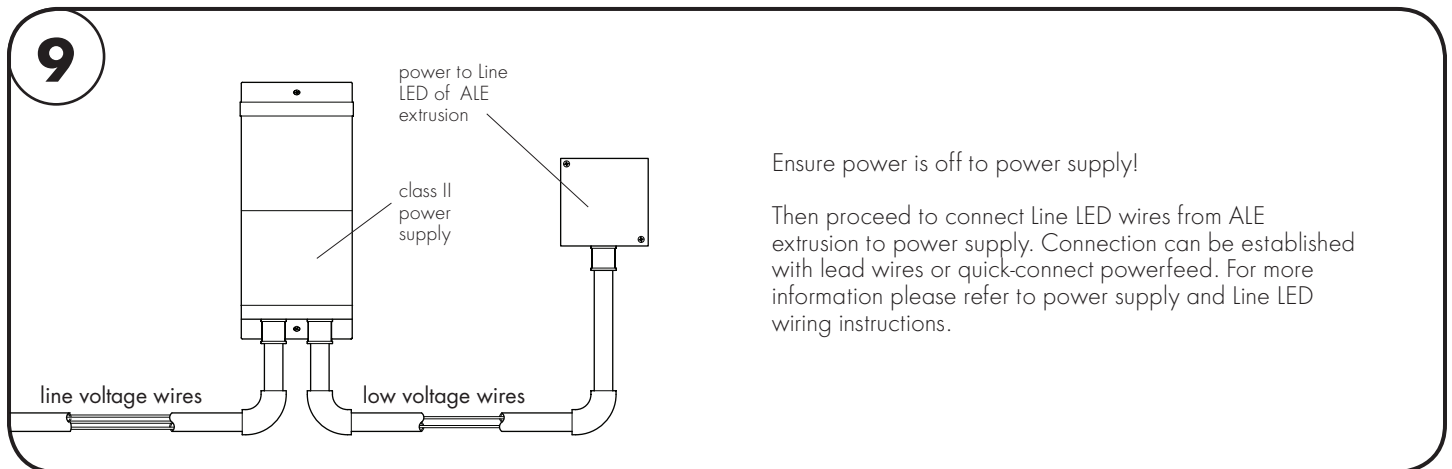 9
power to Line
LED of ALE
extrusion
class II
power
supply
line voltage wires
low voltage wires
Ensure power is off to power supply!
Then proceed to connect Line LED wires from ALE
extrusion to power supply. Connection can be established
with lead wires or quick-connect powerfeed. For more
information please refer to power supply and Line LED
wiring instructions.